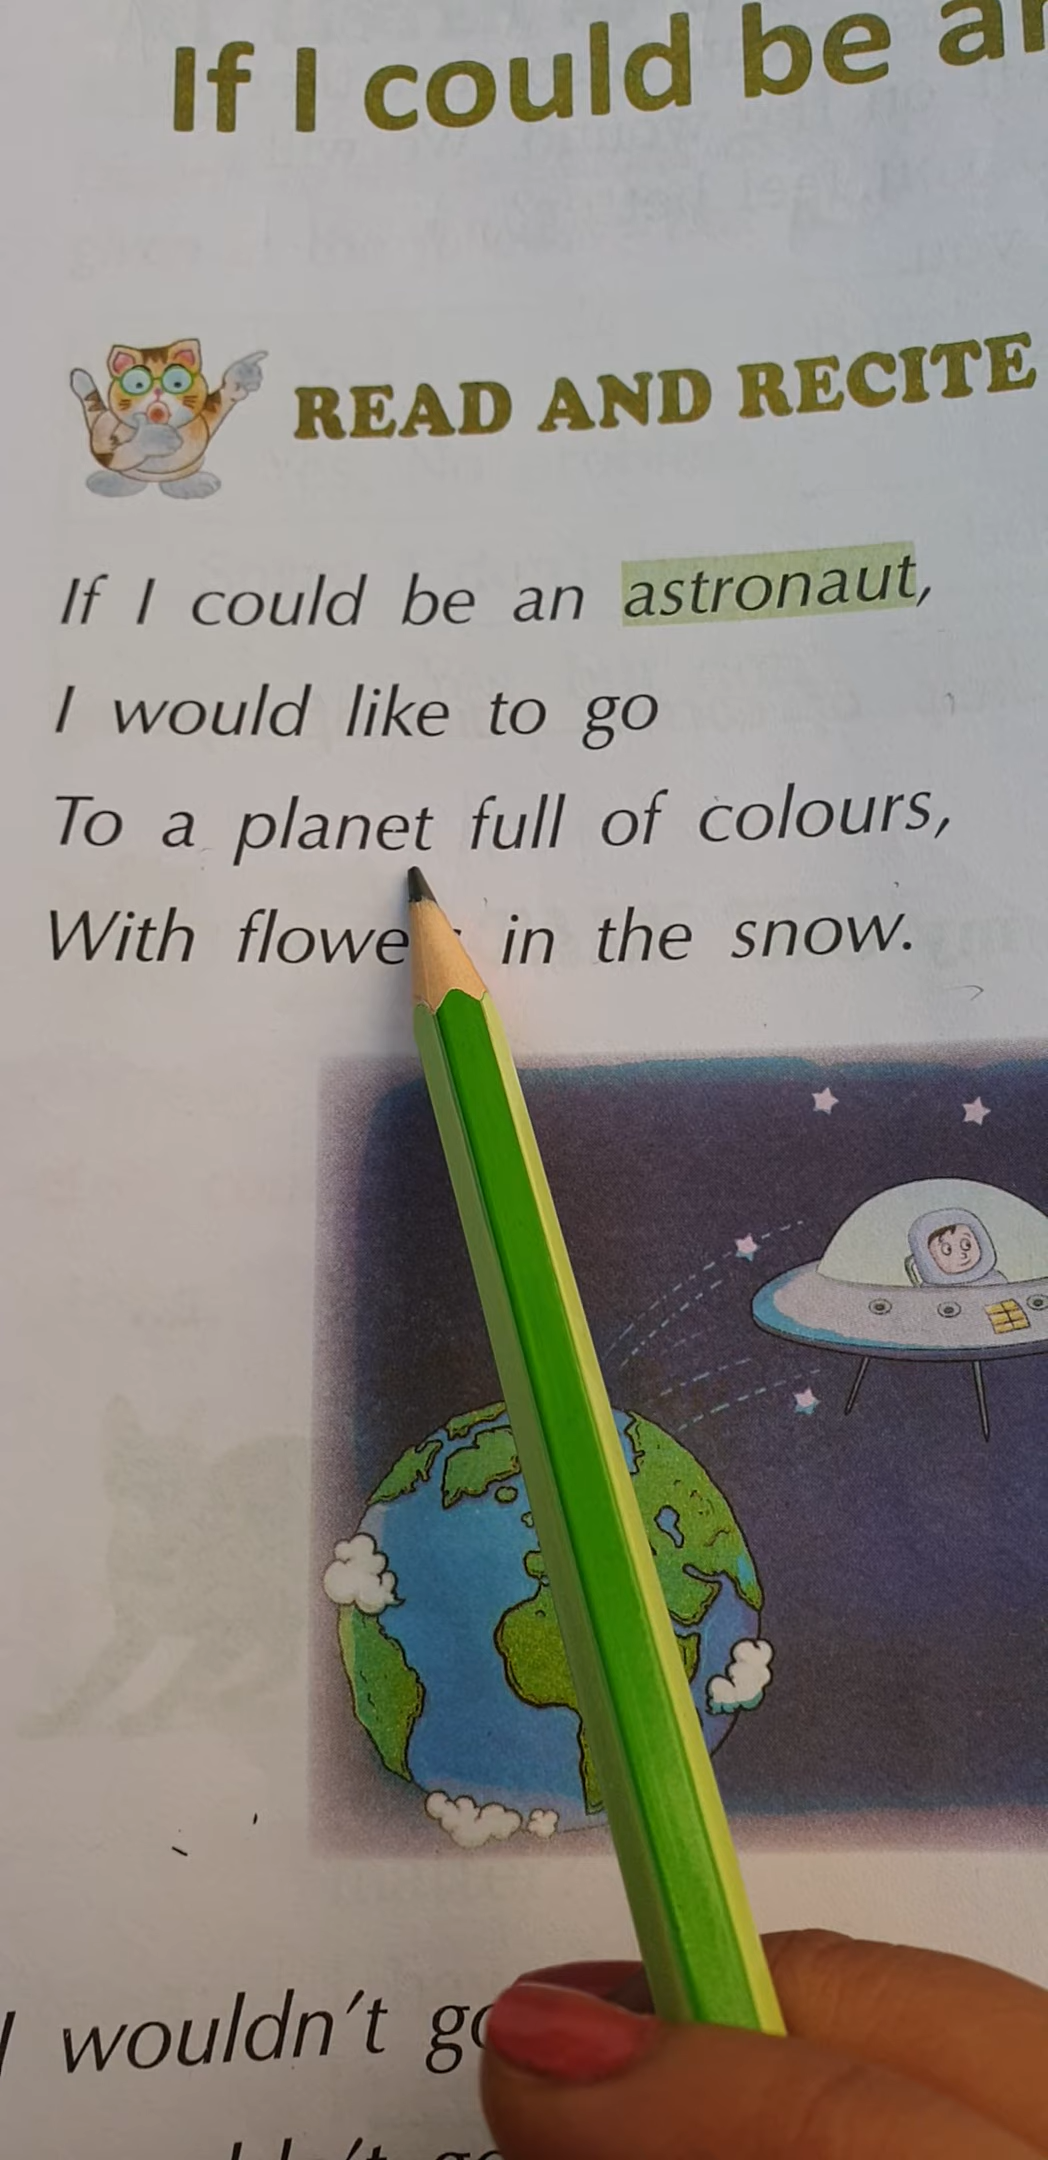 If I could be
READ AND RECITE
If I could be an astronaut,
I would like to go
To a planet full of colours,
With in the snow.
I wouldn't